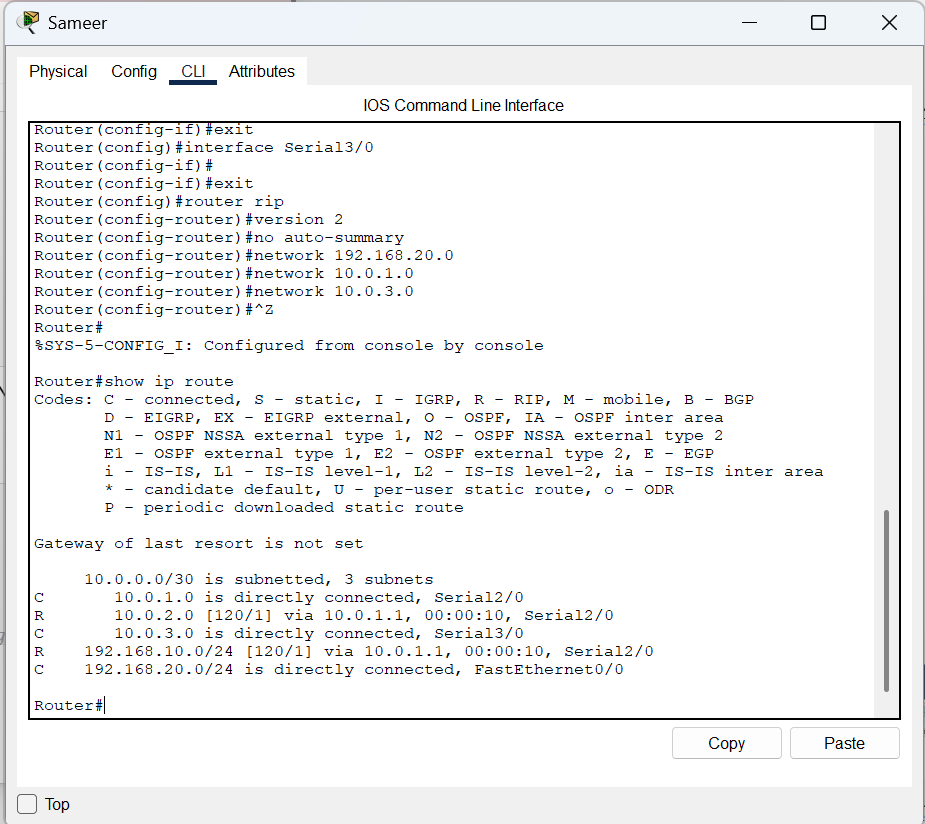 Sameer
Physical Config CLI Attributes
IOS Command Line Interface
Router(config-if)#exit
Router(config)#interface Serial3/0
Router(config-if)#
Router(config-if)#exit
Router(config)#router rip
Router(config-router)#version 2
Router(config-router)#no auto-summary
Router(config-router)#network 192.168.20.0
Router(config-router)#network 10.0.1.0
Router(config-router)#network 10.0.3.0
Router(config-router)#^Z
Router#
%SYS-5-CONFIG_I: Configured from console by console
Router#show ip route
Codes: C - connected, S - static, I - IGRP, R - RIP, M - mobile, B - BGP
D - EIGRP, EX - EIGRP external, O - OSPF, IA - OSPF inter area
N1 - OSPF NSSA external type 1, N2 - OSPF NSSA external type 2
E1 - OSPF external type 1, E2 - OSPF external type 2, E - EGP
i - IS-IS, L1 - IS-IS level-1, L2 - IS-IS level-2, ia - IS-IS inter area
* - candidate default, U - per-user static route, o - ODR
P - periodic downloaded static route
Gateway of last resort is not set
10.0.0.0/30 is subnetted, 3 subnets
C 10.0.1.0 is directly connected, Serial2/0
R 10.0.2.0 [120/1] via 10.0.1.1, 00:00:10, Serial2/0
C 10.0.3.0 is directly connected, Serial3/0
R 192.168.10.0/24 [120/1] via 10.0.1.1, 00:00:10, Serial2/0
C 192.168.20.0/24 is directly connected, FastEthernet0/0
Router#
Copy Paste
Top